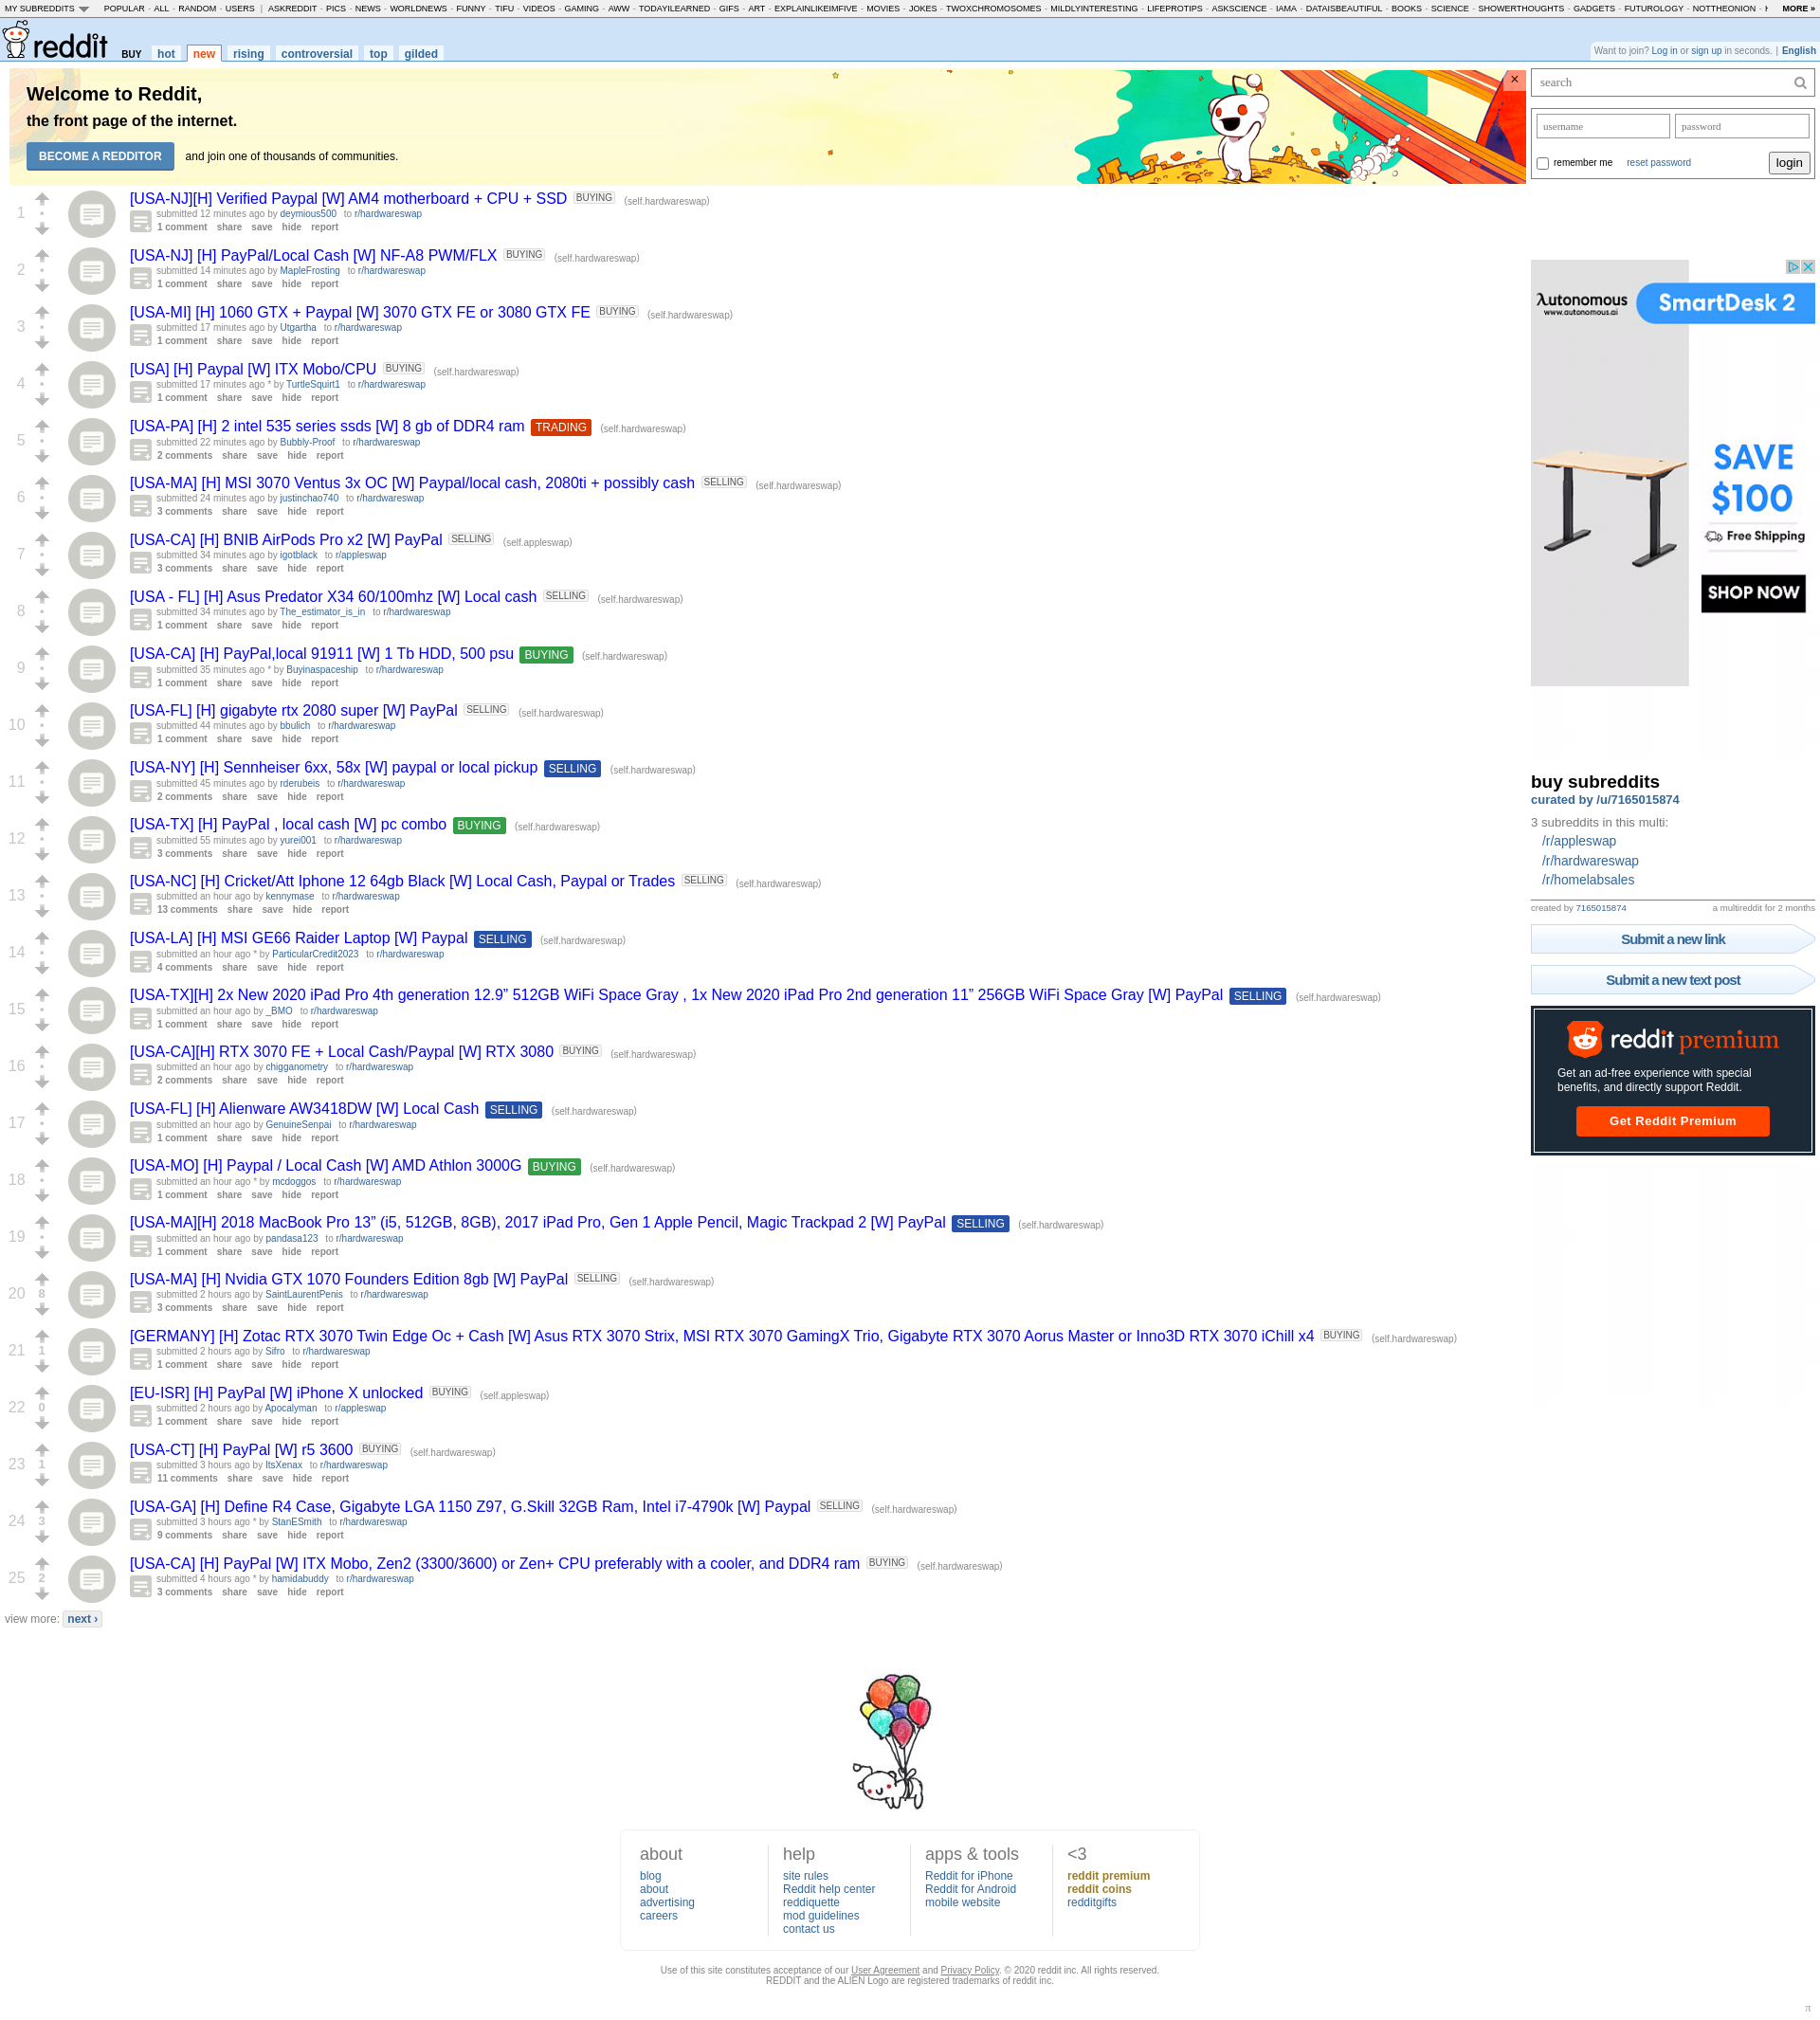 MY SUBREDDITS POPULAR - ALL - RANDOM - USERS | ASKREDDIT - PICS - NEWS - WORLDNEWS - FUNNY - TIFU - VIDEOS - GAMING - AWW - TODAYILEARNED - GIFS - ART - EXPLAINLIKEIMFIVE - MOVIES - JOKES - TWOXCHROMOSOMES - MILDLYINTERESTING - LIFEPROTIPS - ASKSCIENCE - IAMA - DATAISBEAUTIFUL - BOOKS - SCIENCE - SHOWERTHOUGHTS - GADGETS - FUTUROLOGY - NOTTHEONION - MORE »
reddit BUY hot new rising controversial top gilded
Want to join? Log in or sign up in seconds. | English
Welcome to Reddit,
the front page of the internet.
BECOME A REDDITOR and join one of thousands of communities.
×
search
username password
remember me reset password login
1 [USA-NJ][H] Verified Paypal [W] AM4 motherboard + CPU + SSD BUYING (self.hardwareswap)
submitted 12 minutes ago by deymious500 to r/hardwareswap
1 comment share save hide report
2 [USA-NJ] [H] PayPal/Local Cash [W] NF-A8 PWM/FLX BUYING (self.hardwareswap)
submitted 14 minutes ago by MapleFrosting to r/hardwareswap
1 comment share save hide report
3 [USA-MI] [H] 1060 GTX + Paypal [W] 3070 GTX FE or 3080 GTX FE BUYING (self.hardwareswap)
submitted 17 minutes ago by Utgartha to r/hardwareswap
1 comment share save hide report
4 [USA] [H] Paypal [W] ITX Mobo/CPU BUYING (self.hardwareswap)
submitted 17 minutes ago * by TurtleSquirt1 to r/hardwareswap
1 comment share save hide report
5 [USA-PA] [H] 2 intel 535 series ssds [W] 8 gb of DDR4 ram TRADING (self.hardwareswap)
submitted 22 minutes ago by Bubbly-Proof to r/hardwareswap
2 comments share save hide report
6 [USA-MA] [H] MSI 3070 Ventus 3x OC [W] Paypal/local cash, 2080ti + possibly cash SELLING (self.hardwareswap)
submitted 24 minutes ago by justinchao740 to r/hardwareswap
3 comments share save hide report
7 [USA-CA] [H] BNIB AirPods Pro x2 [W] PayPal SELLING (self.appleswap)
submitted 34 minutes ago by igotblack to r/appleswap
3 comments share save hide report
8 [USA - FL] [H] Asus Predator X34 60/100mhz [W] Local cash SELLING (self.hardwareswap)
submitted 34 minutes ago by The_estimator_is_in to r/hardwareswap
1 comment share save hide report
9 [USA-CA] [H] PayPal,local 91911 [W] 1 Tb HDD, 500 psu BUYING (self.hardwareswap)
submitted 35 minutes ago * by Buyinaspaceship to r/hardwareswap
1 comment share save hide report
10 [USA-FL] [H] gigabyte rtx 2080 super [W] PayPal SELLING (self.hardwareswap)
submitted 44 minutes ago by bbulich to r/hardwareswap
1 comment share save hide report
11 [USA-NY] [H] Sennheiser 6xx, 58x [W] paypal or local pickup SELLING (self.hardwareswap)
submitted 45 minutes ago by rderubeis to r/hardwareswap
2 comments share save hide report
12 [USA-TX] [H] PayPal , local cash [W] pc combo BUYING (self.hardwareswap)
submitted 55 minutes ago by yurei001 to r/hardwareswap
3 comments share save hide report
13 [USA-NC] [H] Cricket/Att Iphone 12 64gb Black [W] Local Cash, Paypal or Trades SELLING (self.hardwareswap)
submitted an hour ago by kennymase to r/hardwareswap
13 comments share save hide report
14 [USA-LA] [H] MSI GE66 Raider Laptop [W] Paypal SELLING (self.hardwareswap)
submitted an hour ago * by ParticularCredit2023 to r/hardwareswap
4 comments share save hide report
15 [USA-TX][H] 2x New 2020 iPad Pro 4th generation 12.9” 512GB WiFi Space Gray , 1x New 2020 iPad Pro 2nd generation 11” 256GB WiFi Space Gray [W] PayPal SELLING (self.hardwareswap)
submitted an hour ago by _BMO to r/hardwareswap
1 comment share save hide report
16 [USA-CA][H] RTX 3070 FE + Local Cash/Paypal [W] RTX 3080 BUYING (self.hardwareswap)
submitted an hour ago by chigganometry to r/hardwareswap
2 comments share save hide report
17 [USA-FL] [H] Alienware AW3418DW [W] Local Cash SELLING (self.hardwareswap)
submitted an hour ago by GenuineSenpai to r/hardwareswap
1 comment share save hide report
18 [USA-MO] [H] Paypal / Local Cash [W] AMD Athlon 3000G BUYING (self.hardwareswap)
submitted an hour ago * by mcdoggos to r/hardwareswap
1 comment share save hide report
19 [USA-MA][H] 2018 MacBook Pro 13” (i5, 512GB, 8GB), 2017 iPad Pro, Gen 1 Apple Pencil, Magic Trackpad 2 [W] PayPal SELLING (self.hardwareswap)
submitted an hour ago by pandasa123 to r/hardwareswap
1 comment share save hide report
20 8 [USA-MA] [H] Nvidia GTX 1070 Founders Edition 8gb [W] PayPal SELLING (self.hardwareswap)
submitted 2 hours ago by SaintLaurentPenis to r/hardwareswap
3 comments share save hide report
21 1 [GERMANY] [H] Zotac RTX 3070 Twin Edge Oc + Cash [W] Asus RTX 3070 Strix, MSI RTX 3070 GamingX Trio, Gigabyte RTX 3070 Aorus Master or Inno3D RTX 3070 iChill x4 BUYING (self.hardwareswap)
submitted 2 hours ago by Sifro to r/hardwareswap
1 comment share save hide report
22 0 [EU-ISR] [H] PayPal [W] iPhone X unlocked BUYING (self.appleswap)
submitted 2 hours ago by Apocalyman to r/appleswap
1 comment share save hide report
23 1 [USA-CT] [H] PayPal [W] r5 3600 BUYING (self.hardwareswap)
submitted 3 hours ago by ItsXenax to r/hardwareswap
11 comments share save hide report
24 3 [USA-GA] [H] Define R4 Case, Gigabyte LGA 1150 Z97, G.Skill 32GB Ram, Intel i7-4790k [W] Paypal SELLING (self.hardwareswap)
submitted 3 hours ago * by StanESmith to r/hardwareswap
9 comments share save hide report
25 2 [USA-CA] [H] PayPal [W] ITX Mobo, Zen2 (3300/3600) or Zen+ CPU preferably with a cooler, and DDR4 ram BUYING (self.hardwareswap)
submitted 4 hours ago * by hamidabuddy to r/hardwareswap
3 comments share save hide report
view more: next ›
autonomous
www.autonomous.ai
SmartDesk 2
SAVE
$100
Free Shipping
SHOP NOW
buy subreddits
curated by /u/7165015874
3 subreddits in this multi:
/r/appleswap
/r/hardwareswap
/r/homelabsales
created by 7165015874 a multireddit for 2 months
Submit a new link
Submit a new text post
reddit premium
Get an ad-free experience with special
benefits, and directly support Reddit.
Get Reddit Premium
about
blog
about
advertising
careers
help
site rules
Reddit help center
reddiquette
mod guidelines
contact us
apps & tools
Reddit for iPhone
Reddit for Android
mobile website
<3
reddit premium
reddit coins
redditgifts
Use of this site constitutes acceptance of our User Agreement and Privacy Policy. © 2020 reddit inc. All rights reserved.
REDDIT and the ALIEN Logo are registered trademarks of reddit inc.
π